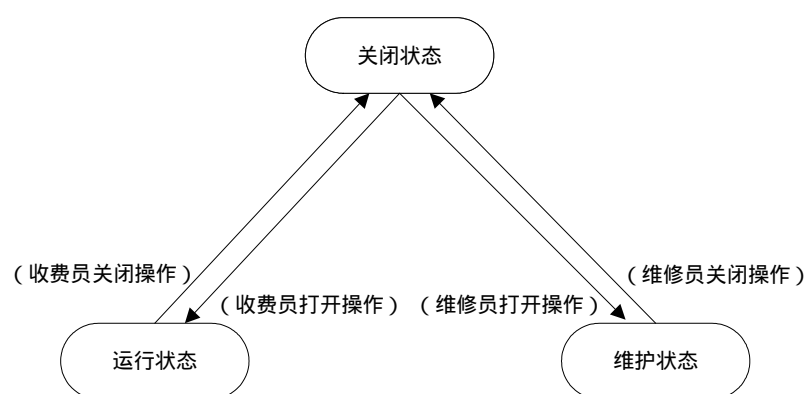 关闭状态
（收费员关闭操作）
（维修员关闭操作）
（收费员打开操作）
（维修员打开操作）
运行状态
维护状态